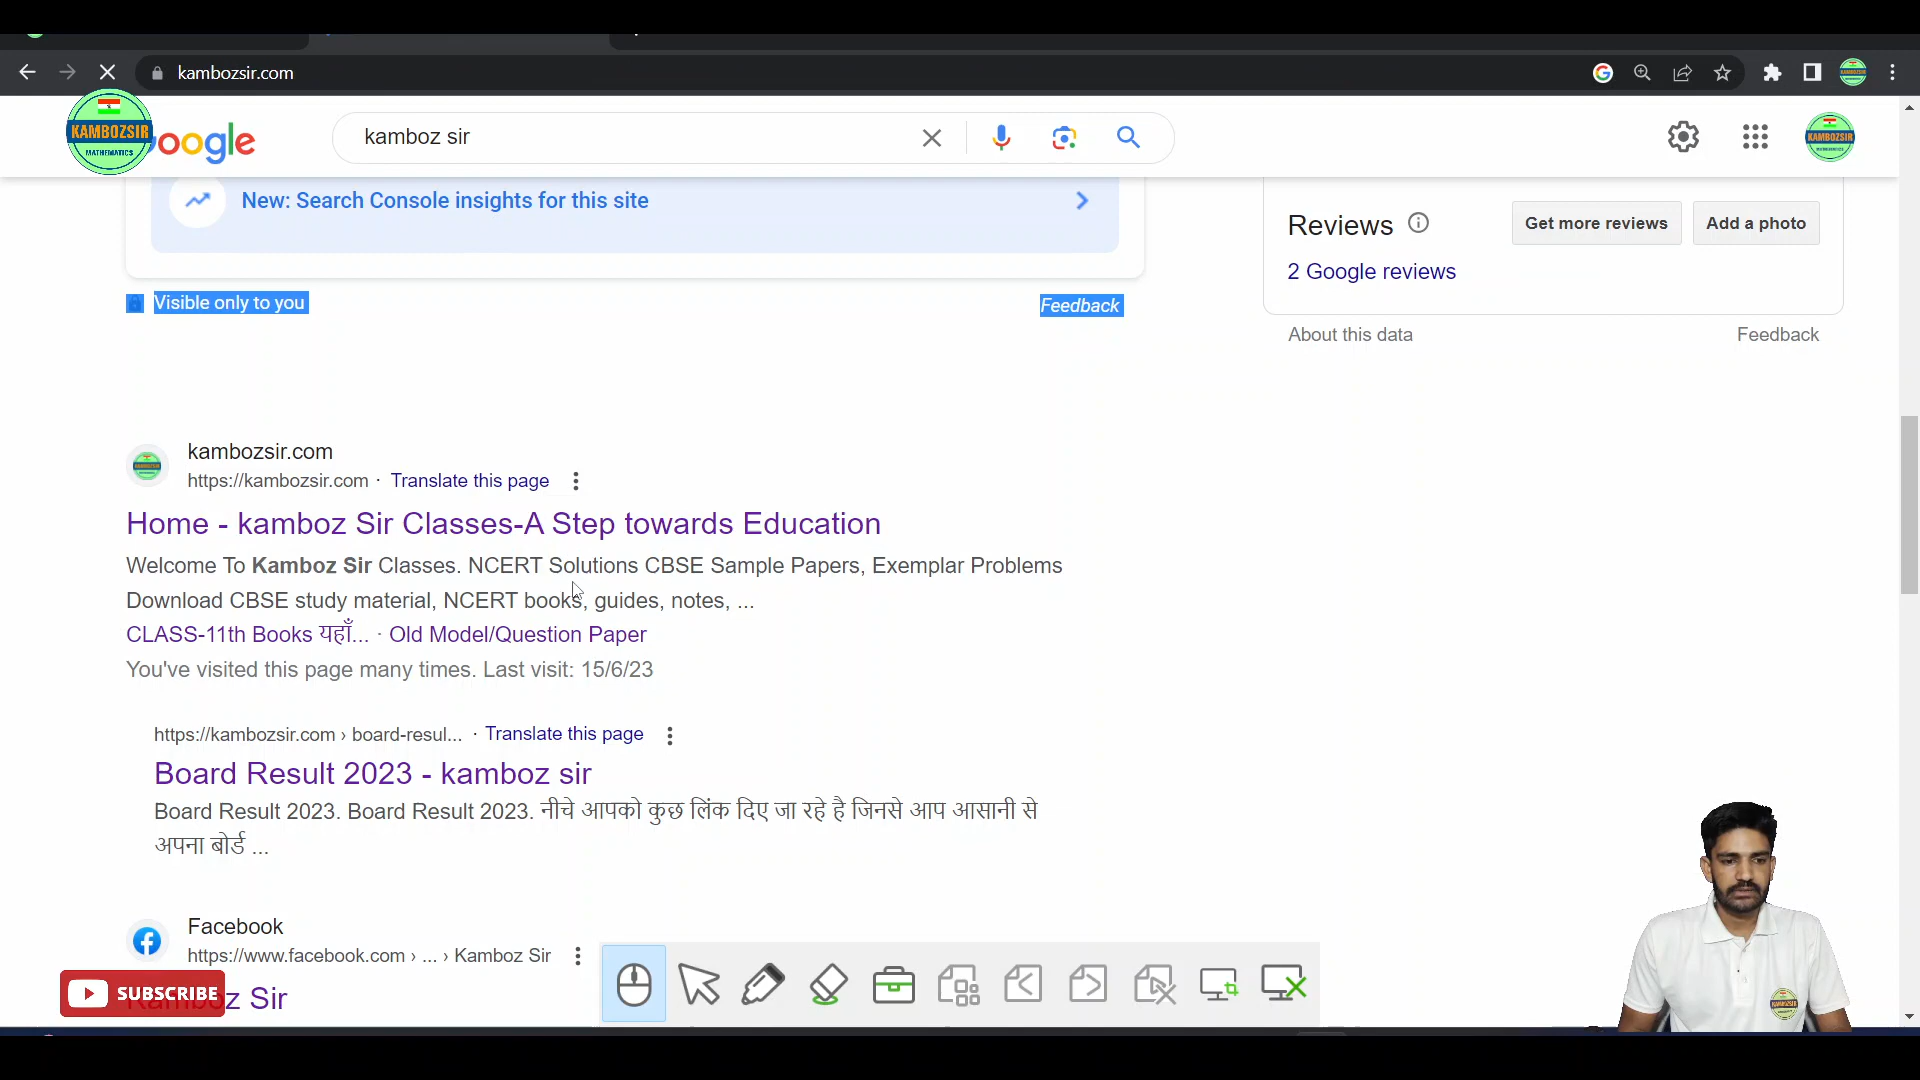 kambozsir.com
KAMBOZSIR
MATHEMATICS
oogle
kamboz sir
KAMBOZSIR
New: Search Console insights for this site
Reviews
Get more reviews
Add a photo
2 Google reviews
Visible only to you
Feedback
About this data
Feedback
kambozsir.com
https://kambozsir.com · Translate this page
Home - kamboz Sir Classes-A Step towards Education
Welcome To Kamboz Sir Classes. NCERT Solutions CBSE Sample Papers, Exemplar Problems
Download CBSE study material, NCERT books, guides, notes, ...
CLASS-11th Books यहाँ... · Old Model/Question Paper
You've visited this page many times. Last visit: 15/6/23
https://kambozsir.com › board-resul... · Translate this page
Board Result 2023 - kamboz sir
Board Result 2023. Board Result 2023. नीचे आपको कुछ लिंक दिए जा रहे है जिनसे आप आसानी से
अपना बोर्ड ...
Facebook
https://www.facebook.com › ... › Kamboz Sir
SUBSCRIBE
z Sir